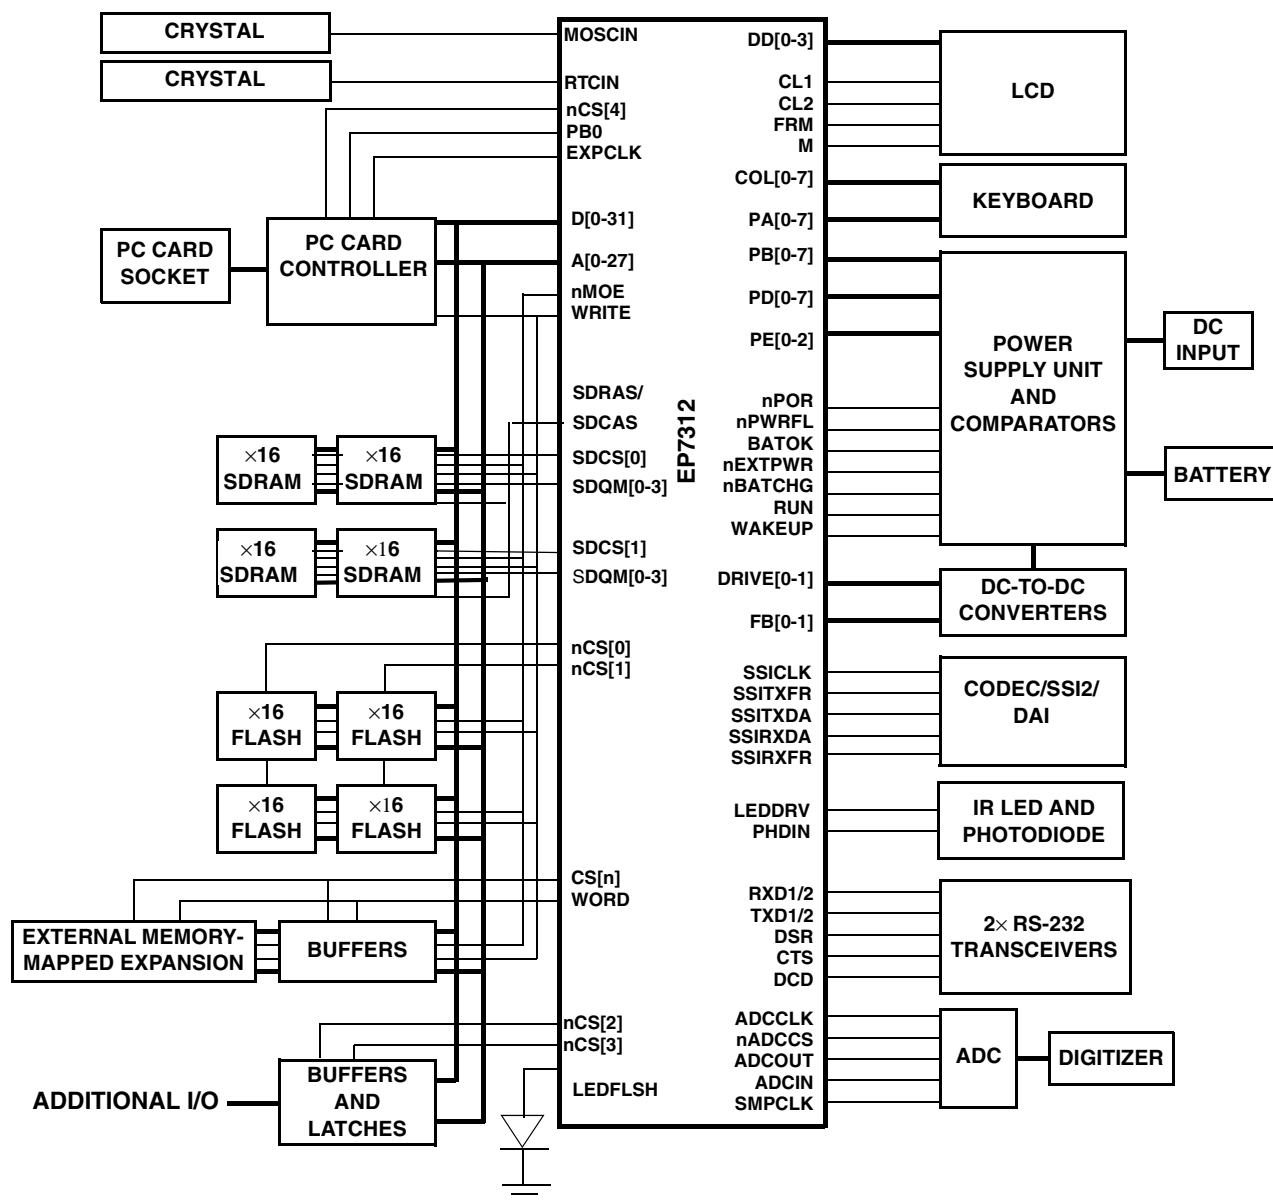 CRYSTAL
CRYSTAL
PC CARD
SOCKET
PC CARD
CONTROLLER
×16
SDRAM
×16
SDRAM
×16
SDRAM
×16
SDRAM
×16
FLASH
×16
FLASH
×16
FLASH
×16
FLASH
EXTERNAL MEMORY-
MAPPED EXPANSION
BUFFERS
ADDITIONAL I/O
BUFFERS
AND
LATCHES
MOSCIN
RTCIN
nCS[4]
PB0
EXPCLK
D[0-31]
A[0-27]
nMOE
WRITE
SDRAS/
SDCAS
SDCS[0]
SDQM[0-3]
SDCS[1]
SDQM[0-3]
nCS[0]
nCS[1]
CS[n]
WORD
nCS[2]
nCS[3]
LEDFLSH
EP7312
DD[0-3]
CL1
CL2
FRM
M
COL[0-7]
PA[0-7]
PB[0-7]
PD[0-7]
PE[0-2]
nPOR
nPWRFL
BATOK
nEXTPWR
nBATCHG
RUN
WAKEUP
DRIVE[0-1]
FB[0-1]
SSICLK
SSITXFR
SSITXDA
SSIRXDA
SSIRXFR
LEDDRV
PHDIN
RXD1/2
TXD1/2
DSR
CTS
DCD
ADCCLK
nADCCS
ADCOUT
ADCIN
SMPCLK
LCD
KEYBOARD
POWER
SUPPLY UNIT
AND
COMPARATORS
DC
INPUT
BATTERY
DC-TO-DC
CONVERTERS
CODEC/SSI2/
DAI
IR LED AND
PHOTODIODE
2× RS-232
TRANSCEIVERS
ADC
DIGITIZER